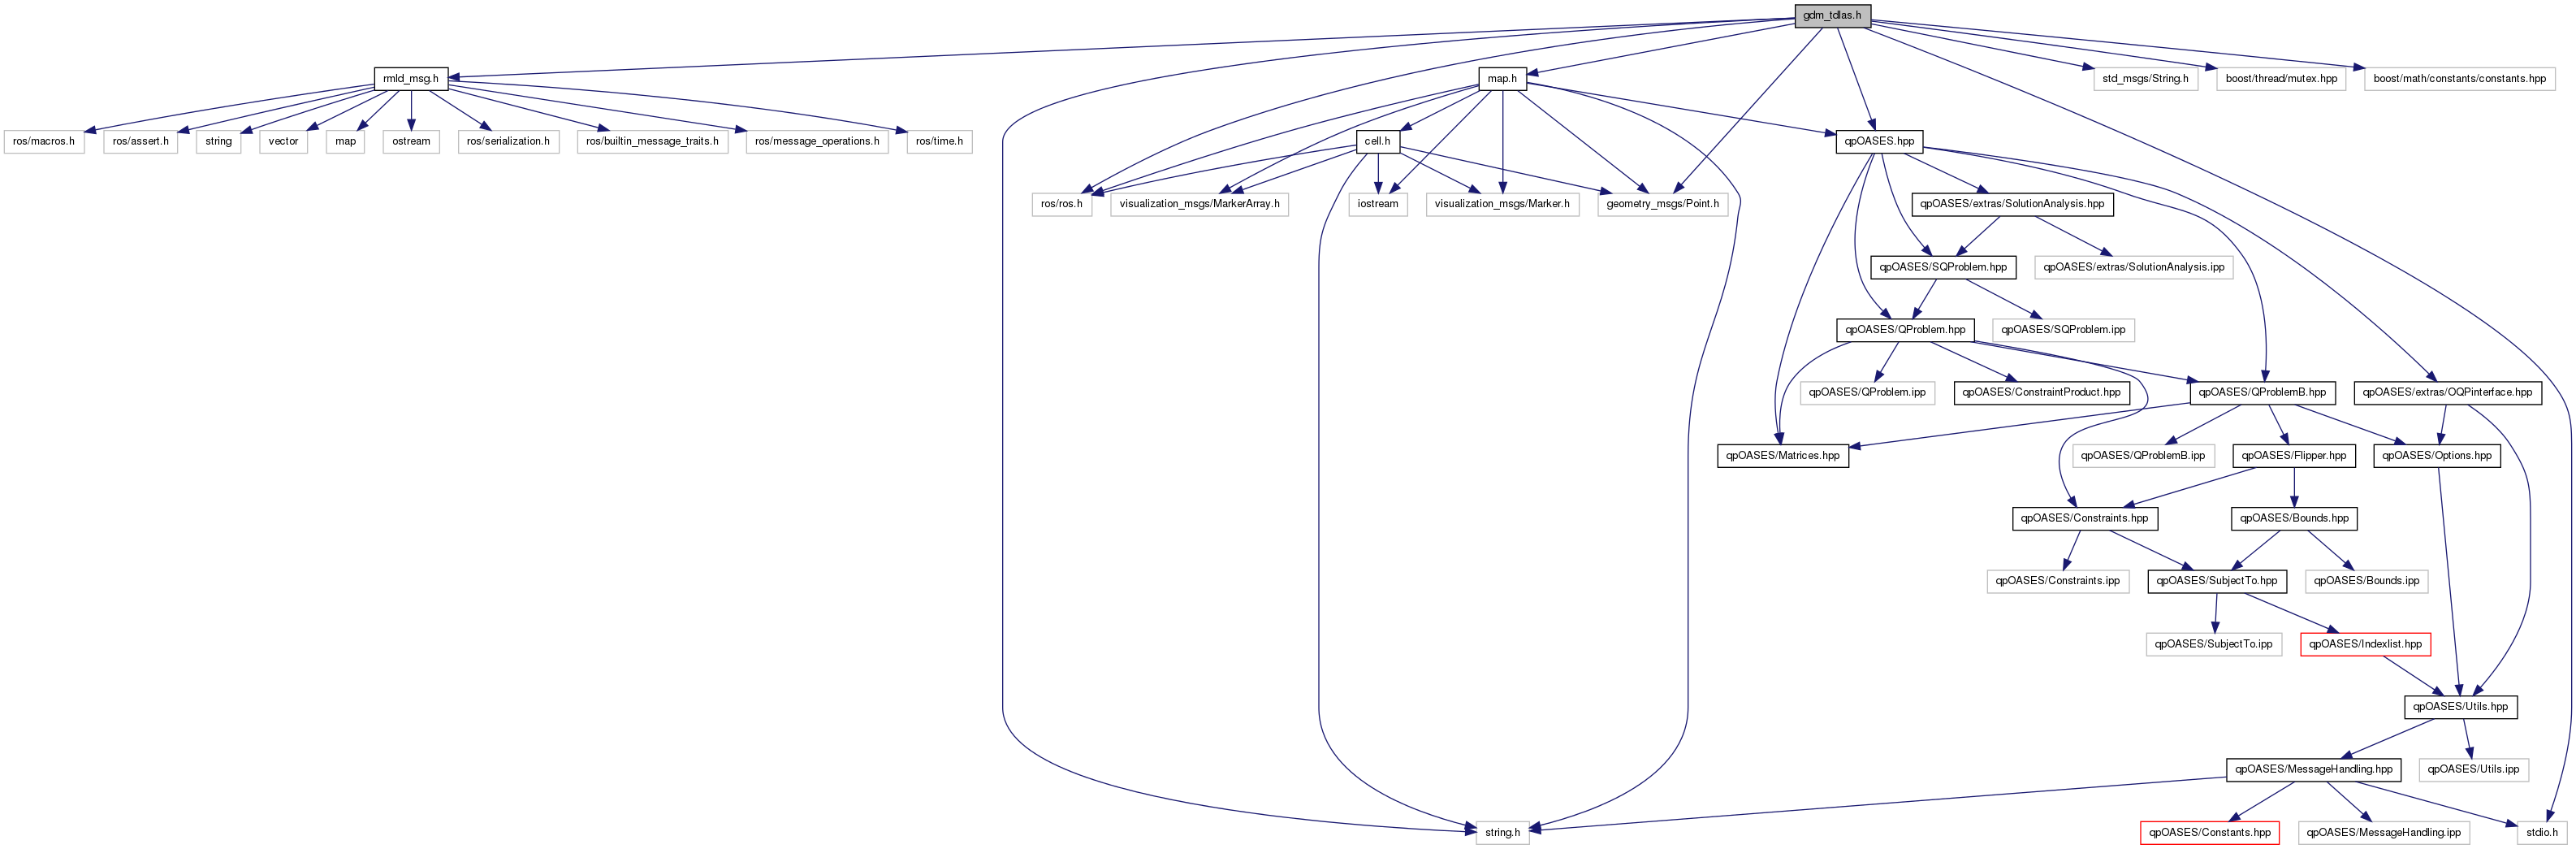 gdm_tdlas.h
rmld_msg.h
map.h
std_msgs/String.h
boost/thread/mutex.hpp
boost/math/constants/constants.hpp
ros/macros.h
ros/assert.h
string
vector
map
ostream
ros/serialization.h
ros/builtin_message_traits.h
ros/message_operations.h
ros/time.h
cell.h
qpOASES.hpp
ros/ros.h
visualization_msgs/MarkerArray.h
iostream
visualization_msgs/Marker.h
geometry_msgs/Point.h
qpOASES/extras/SolutionAnalysis.hpp
qpOASES/SQProblem.hpp
qpOASES/extras/SolutionAnalysis.ipp
qpOASES/QProblem.hpp
qpOASES/SQProblem.ipp
qpOASES/QProblem.ipp
qpOASES/ConstraintProduct.hpp
qpOASES/QProblemB.hpp
qpOASES/extras/OQPinterface.hpp
qpOASES/Matrices.hpp
qpOASES/QProblemB.ipp
qpOASES/Flipper.hpp
qpOASES/Options.hpp
qpOASES/Constraints.hpp
qpOASES/Bounds.hpp
qpOASES/Constraints.ipp
qpOASES/SubjectTo.hpp
qpOASES/Bounds.ipp
qpOASES/SubjectTo.ipp
qpOASES/Indexlist.hpp
qpOASES/Utils.hpp
qpOASES/MessageHandling.hpp
qpOASES/Utils.ipp
string.h
qpOASES/Constants.hpp
qpOASES/MessageHandling.ipp
stdio.h